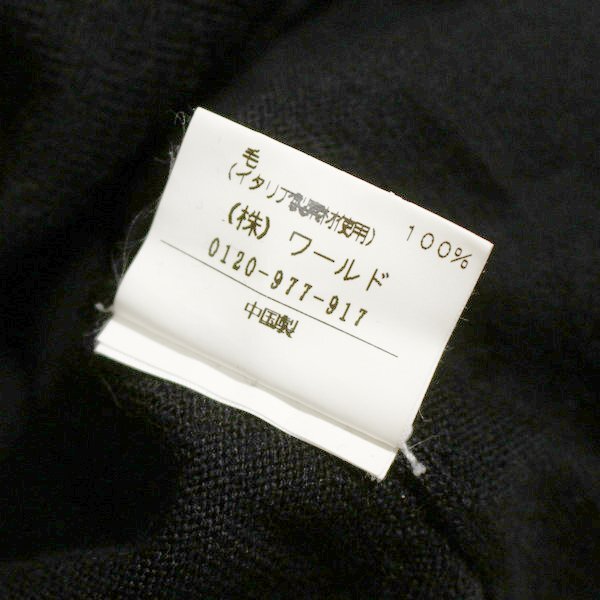 毛 100%
(イタリア製素材使用)
(株) ワールド
0120-977-917
中国製